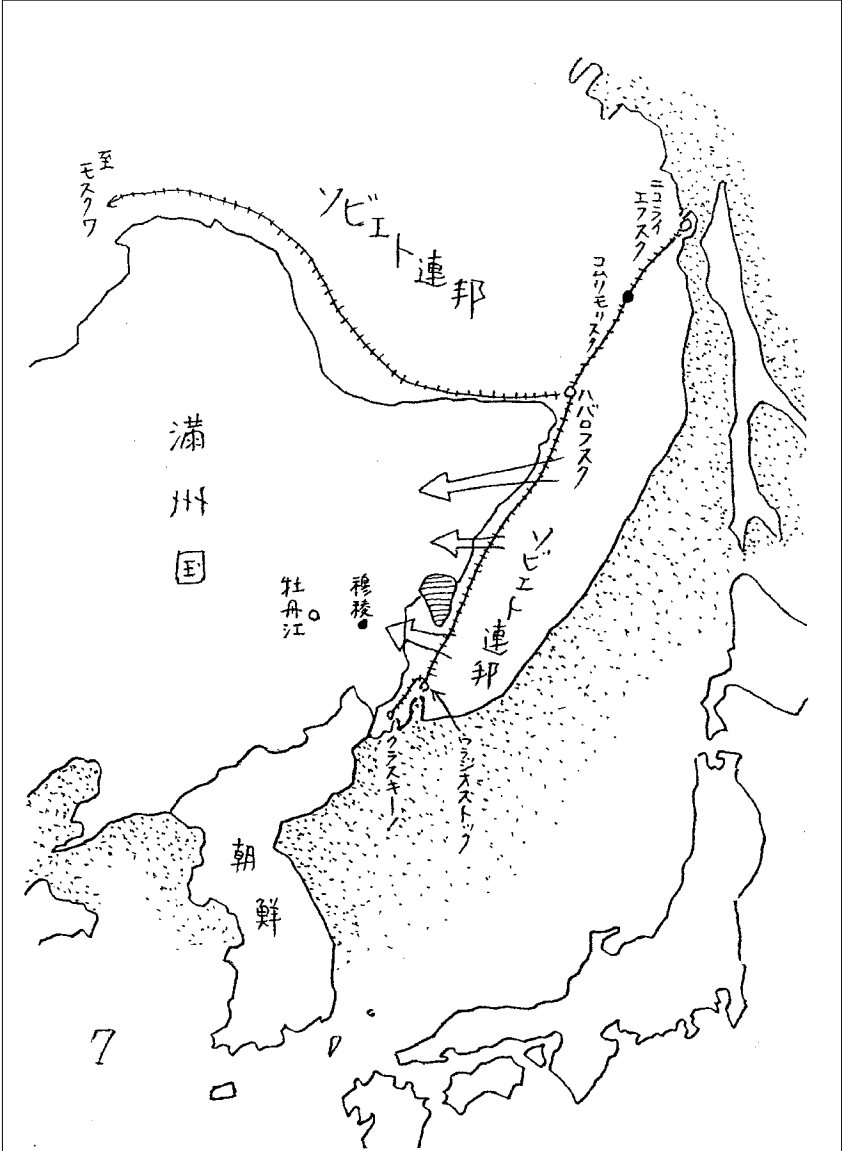 至
モスクワ
ソビエト連邦
ニコライ
エフスク
コムリモリスク
ハバロフスク
満州国
ソビエト連邦
穆稜
牡丹江
ウラジオストック
クラスキーノ
朝鮮
7